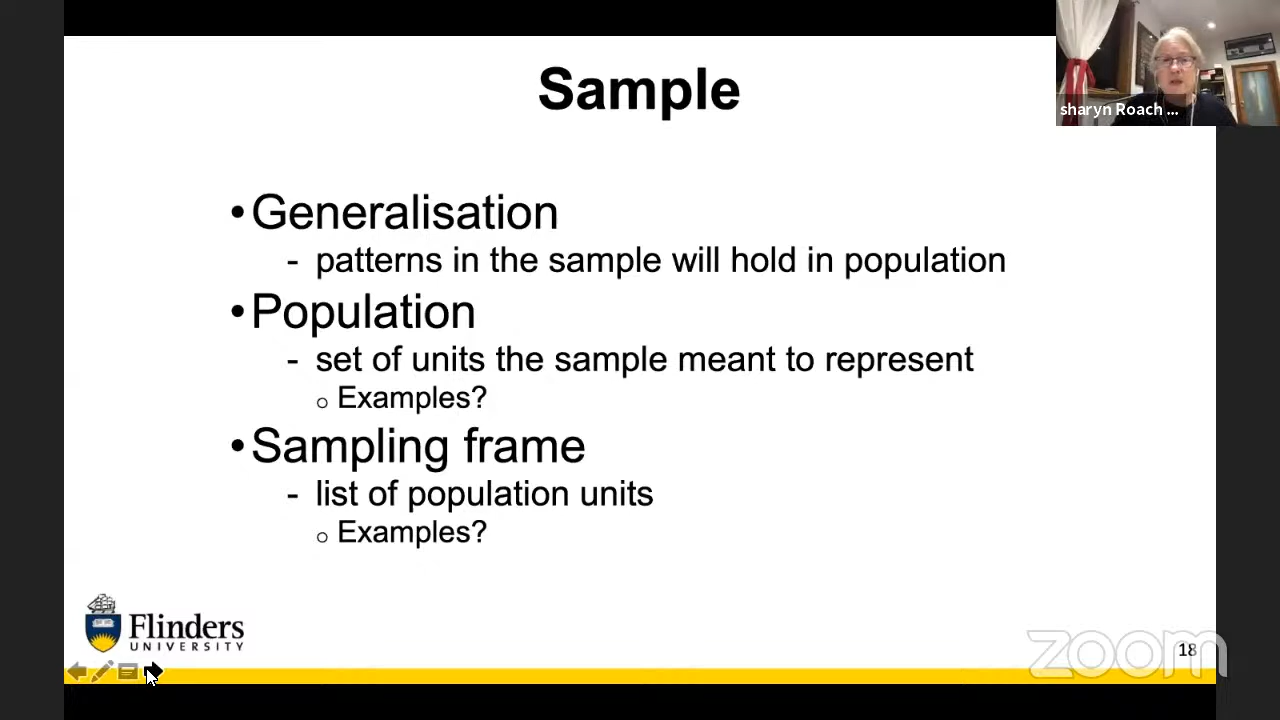 Sample
sharyn Roach ...
•Generalisation
- patterns in the sample will hold in population
•Population
- set of units the sample meant to represent
o Examples?
•Sampling frame
- list of population units
o Examples?
Flinders
UNIVERSITY
zoom
18